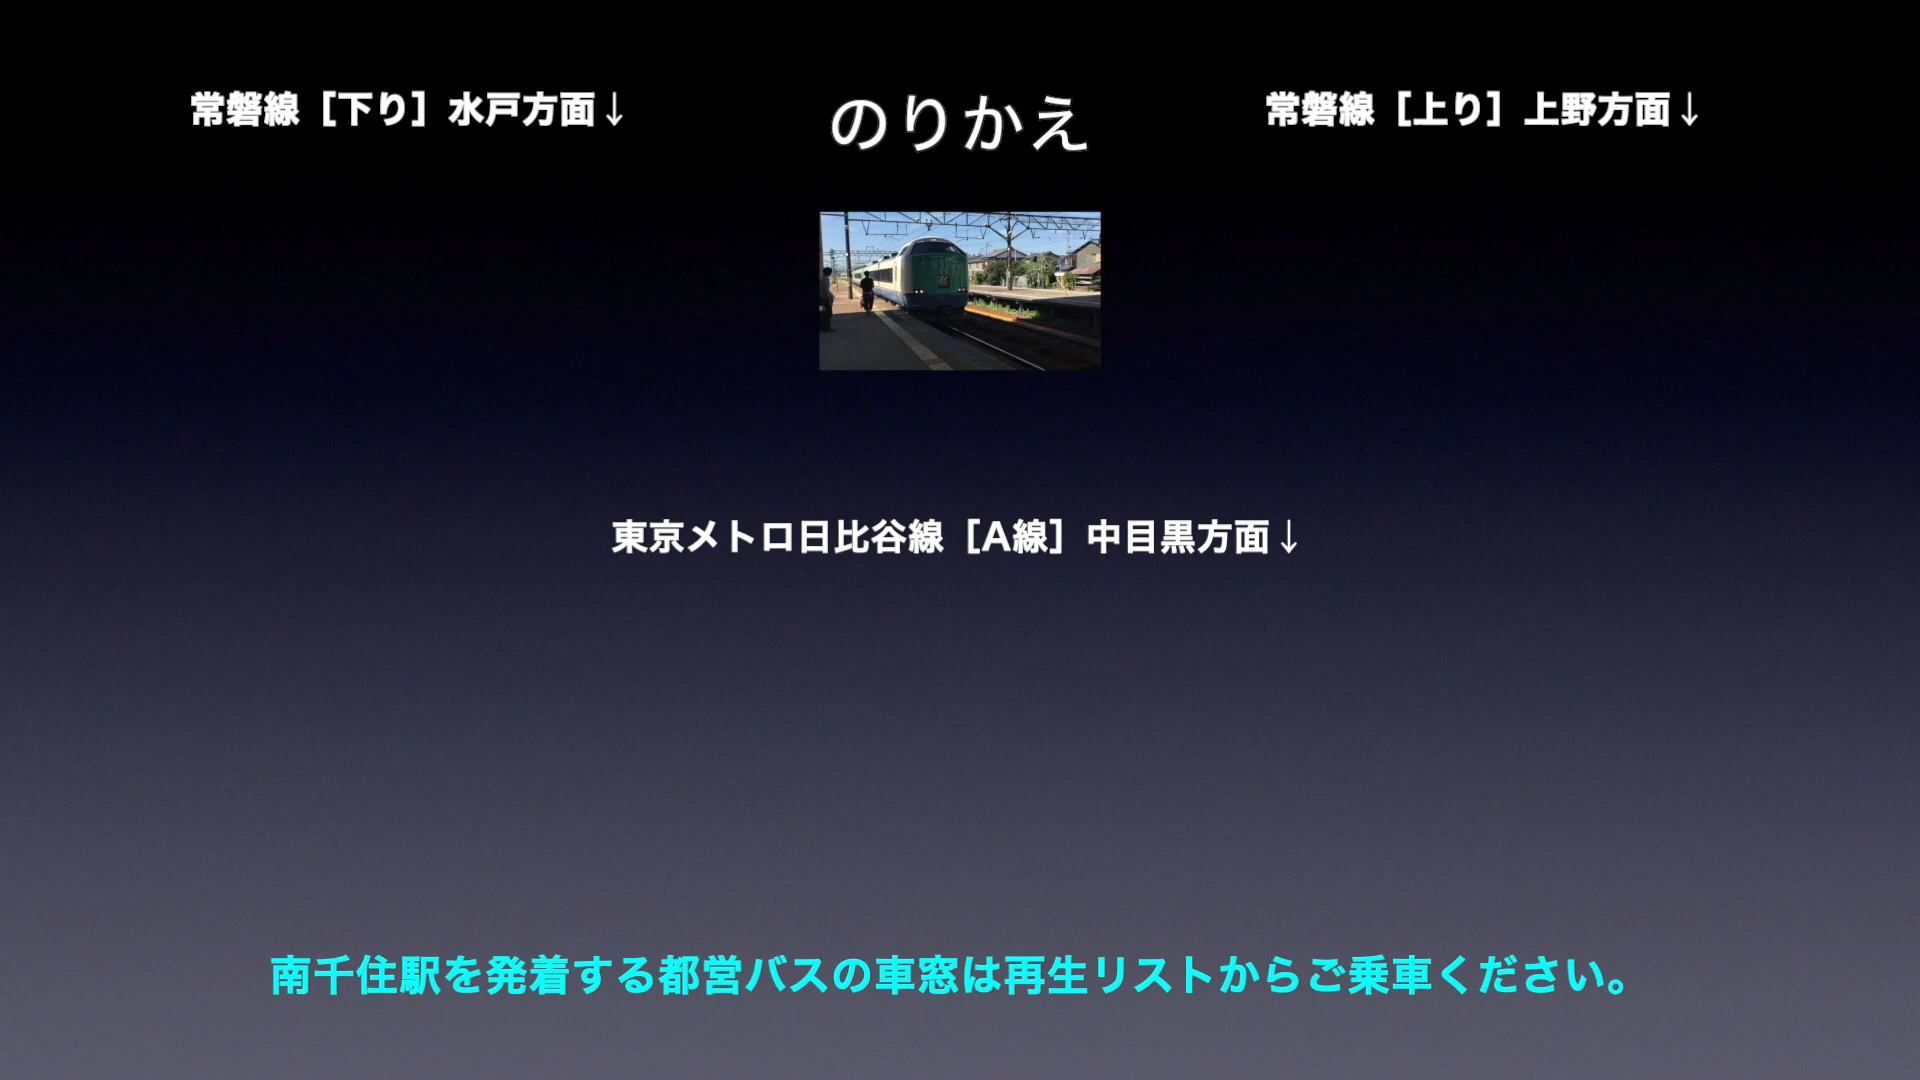 常磐線［下り］水戸方面↓
のりかえ
常磐線［上り］上野方面↓
東京メトロ日比谷線［A線］中目黒方面↓
南千住駅を発着する都営バスの車窓は再生リストからご乗車ください。